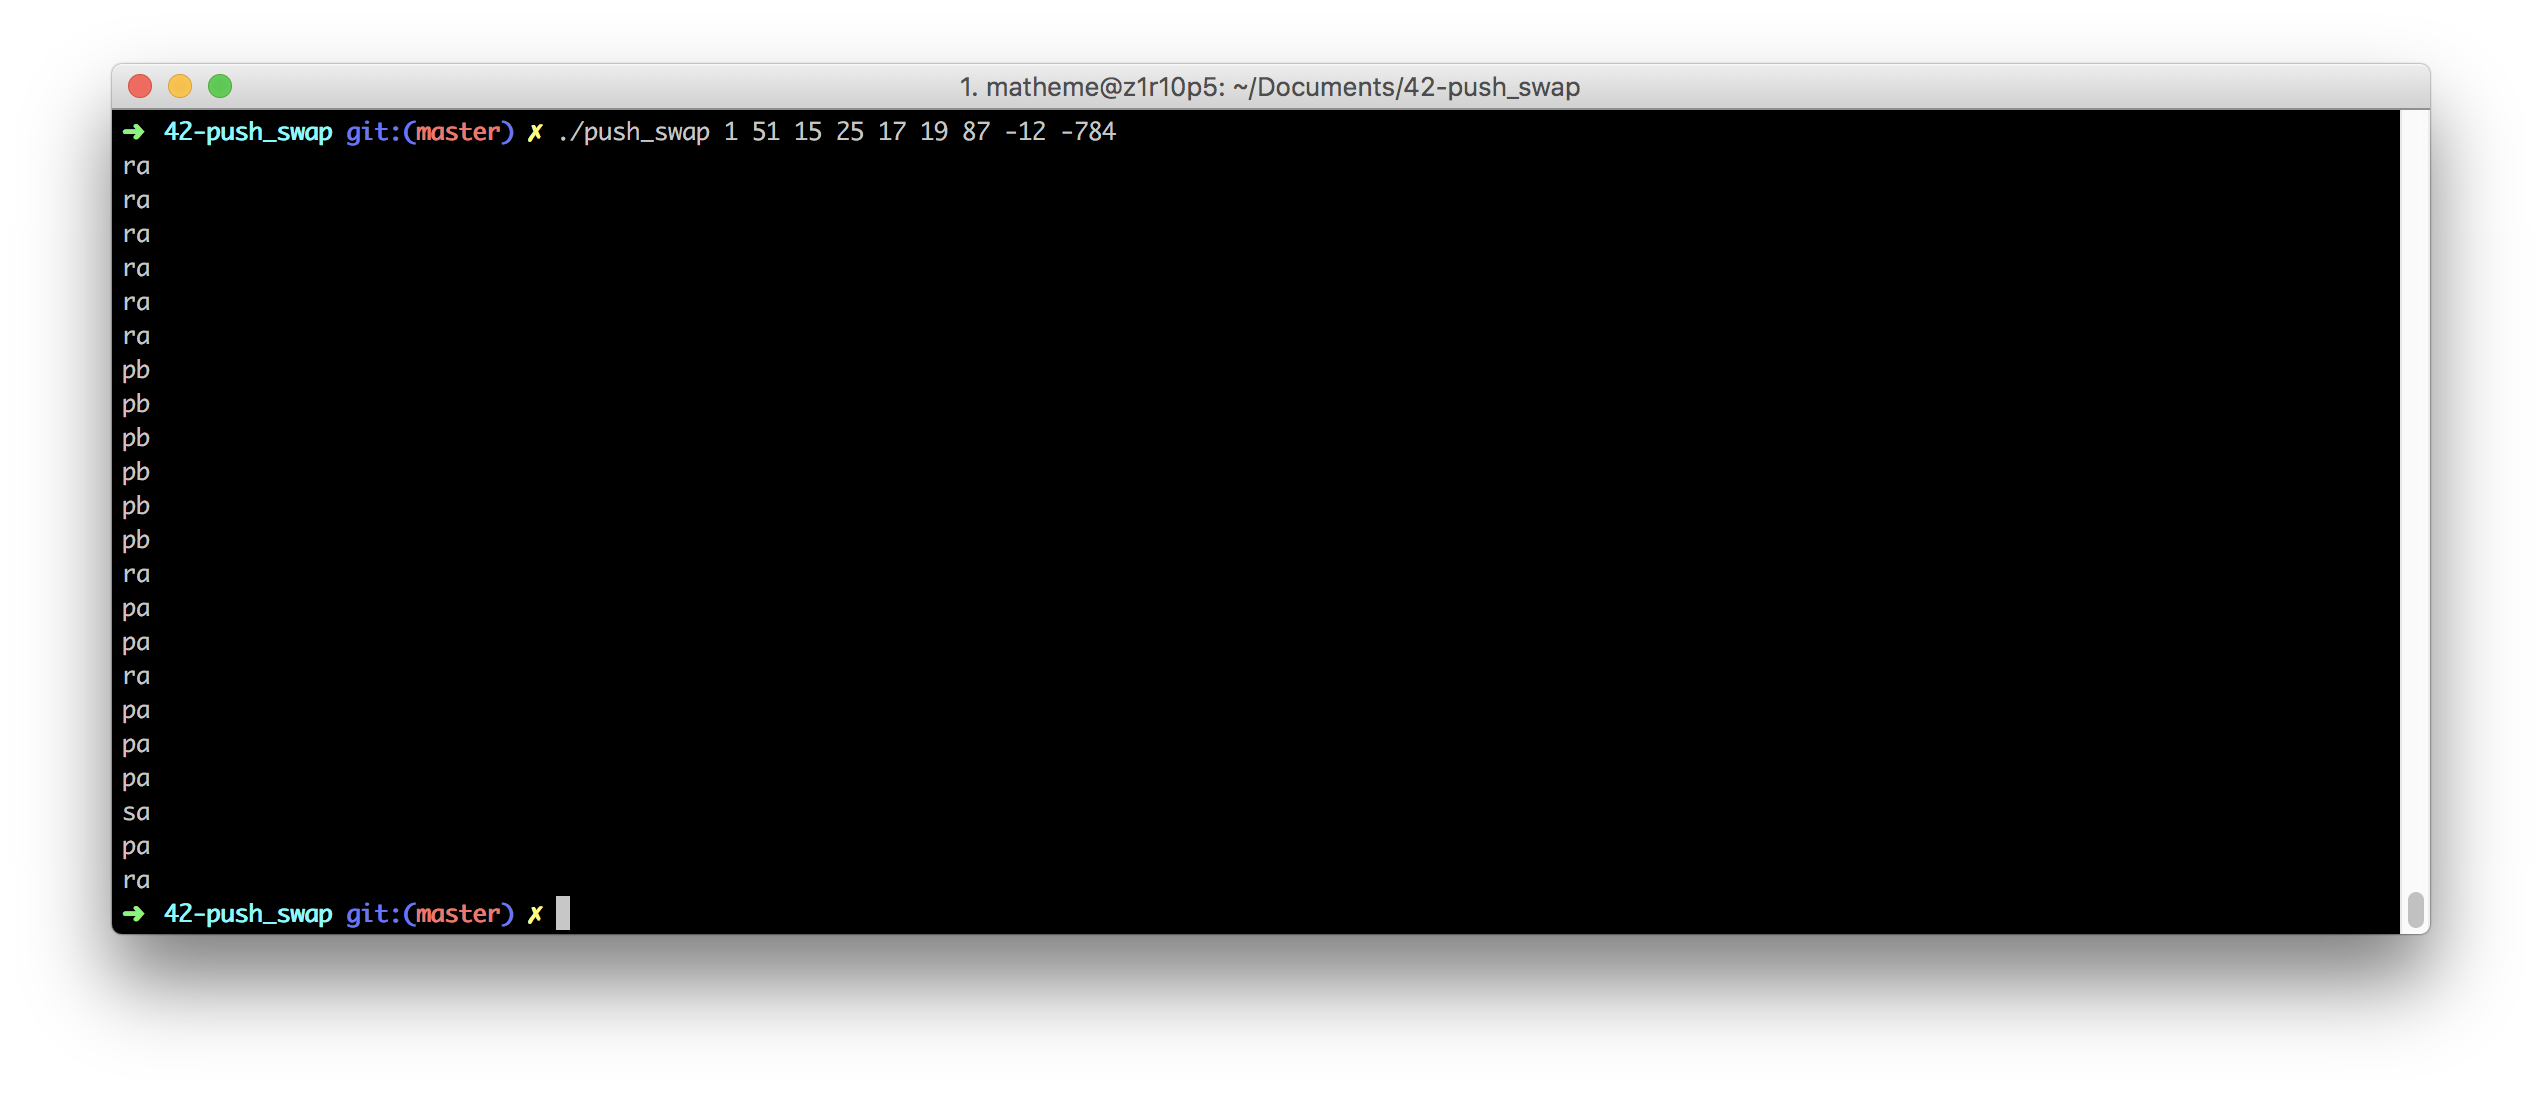 1. matheme@z1r10p5: ~/Documents/42-push_swap
➜ 42-push_swap git:(master) ✗ ./push_swap 1 51 15 25 17 19 87 -12 -784
ra
ra
ra
ra
ra
ra
pb
pb
pb
pb
pb
pb
ra
pa
pa
ra
pa
pa
pa
sa
pa
ra
➜ 42-push_swap git:(master) ✗